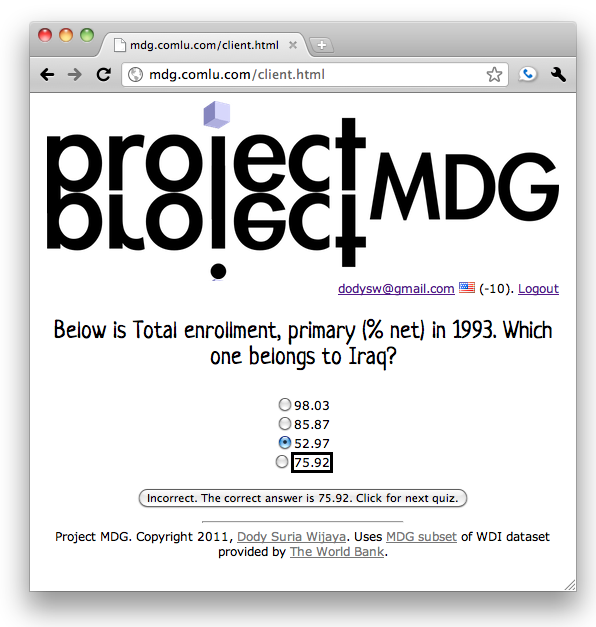 mdg.comlu.com/client.html
mdg.comlu.com/client.html
project MDG
project
dodysw@gmail.com (-10). Logout
Below is Total enrollment, primary (% net) in 1993. Which
one belongs to Iraq?
98.03
85.87
52.97
75.92
Incorrect. The correct answer is 75.92. Click for next quiz.
Project MDG. Copyright 2011, Dody Suria Wijaya. Uses MDG subset of WDI dataset
provided by The World Bank.